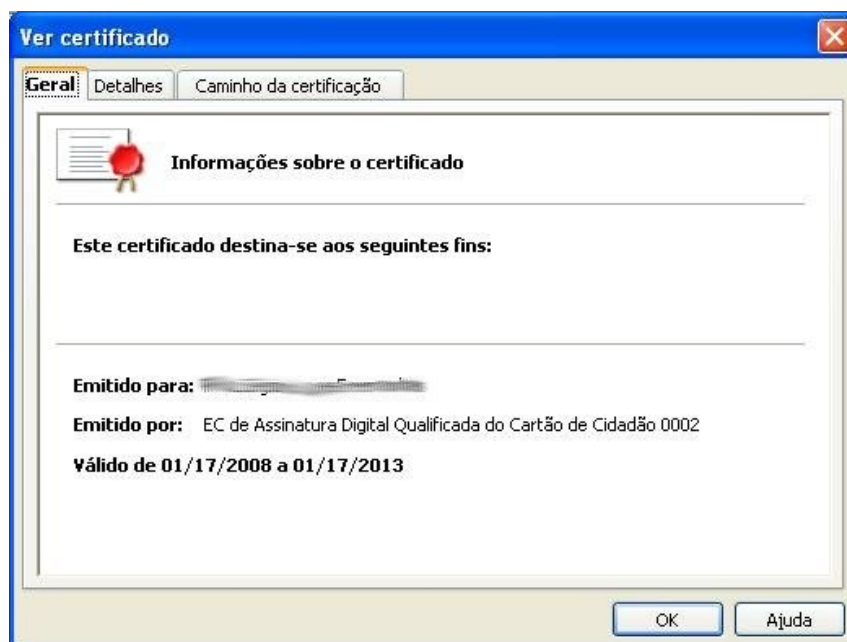 Ver certificado
Geral Detalhes Caminho da certificação
Informações sobre o certificado
Este certificado destina-se aos seguintes fins:
Emitido para:
Emitido por: EC de Assinatura Digital Qualificada do Cartão de Cidadão 0002
Válido de 01/17/2008 a 01/17/2013
OK Ajuda